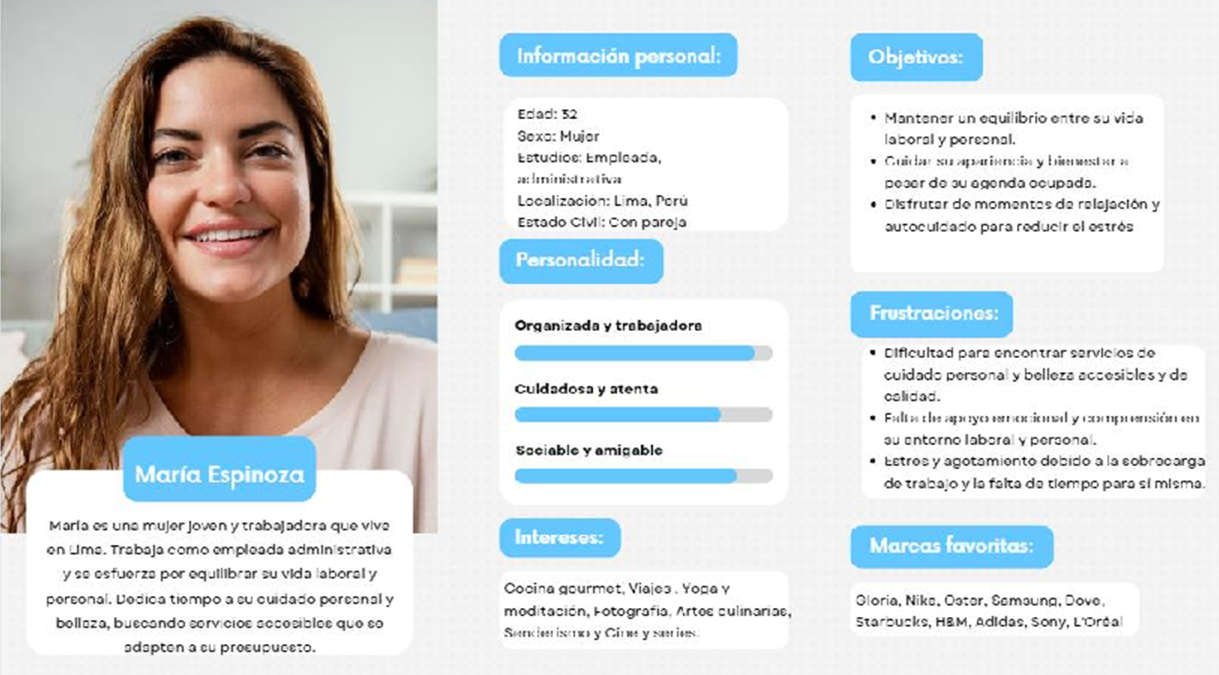 María Espinoza
María es una mujer joven y trabajadora que vive
en Lima. Trabaja como empleada administrativa
y se esfuerza por equilibrar su vida laboral y
personal. Dedica tiempo a su cuidado personal y
belleza, buscando servicios accesibles que se
adapten a su presupuesto.
Información personal:
Edad: 32
Sexo: Mujer
Estudios: Empleada,
administrativa
Localización: Lima, Perú
Estado Civil: Con pareja
Personalidad:
Organizada y trabajadora
Cuidadosa y atenta
Sociable y amigable
Intereses:
Cocina gourmet, Viajes , Yoga y
meditación, Fotografía, Artes culinarias,
Senderismo y Cine y series.
Objetivos:
• Mantener un equilibrio entre su vida
laboral y personal.
• Cuidar su apariencia y bienestar a
pesar de su agenda ocupada.
• Disfrutar de momentos de relajación y
autocuidado para reducir el estrés
Frustraciones:
• Dificultad para encontrar servicios de
cuidado personal y belleza accesibles y de
calidad.
• Falta de apoyo emocional y comprensión en
su entorno laboral y personal.
• Estres y agotamiento debido a la sobrecarga
de trabajo y la falta de tiempo para sí misma.
Marcas favoritas:
Gloria, Nike, Oster, Samsung, Dove,
Starbucks, H&M, Adidas, Sony, L'Oréal